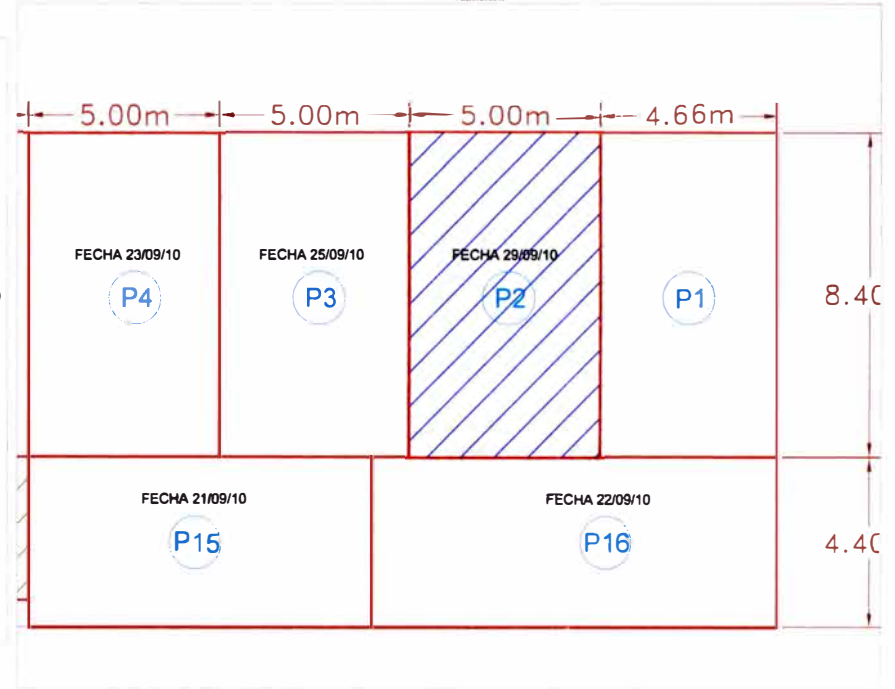 5.00m 5.00m 5.00m 4.66m
FECHA 23/09/10 FECHA 25/09/10 FECHA 29/09/10
P4 P3 P2 P1 8.40
FECHA 21/09/10 FECHA 22/09/10
P15 P16 4.40